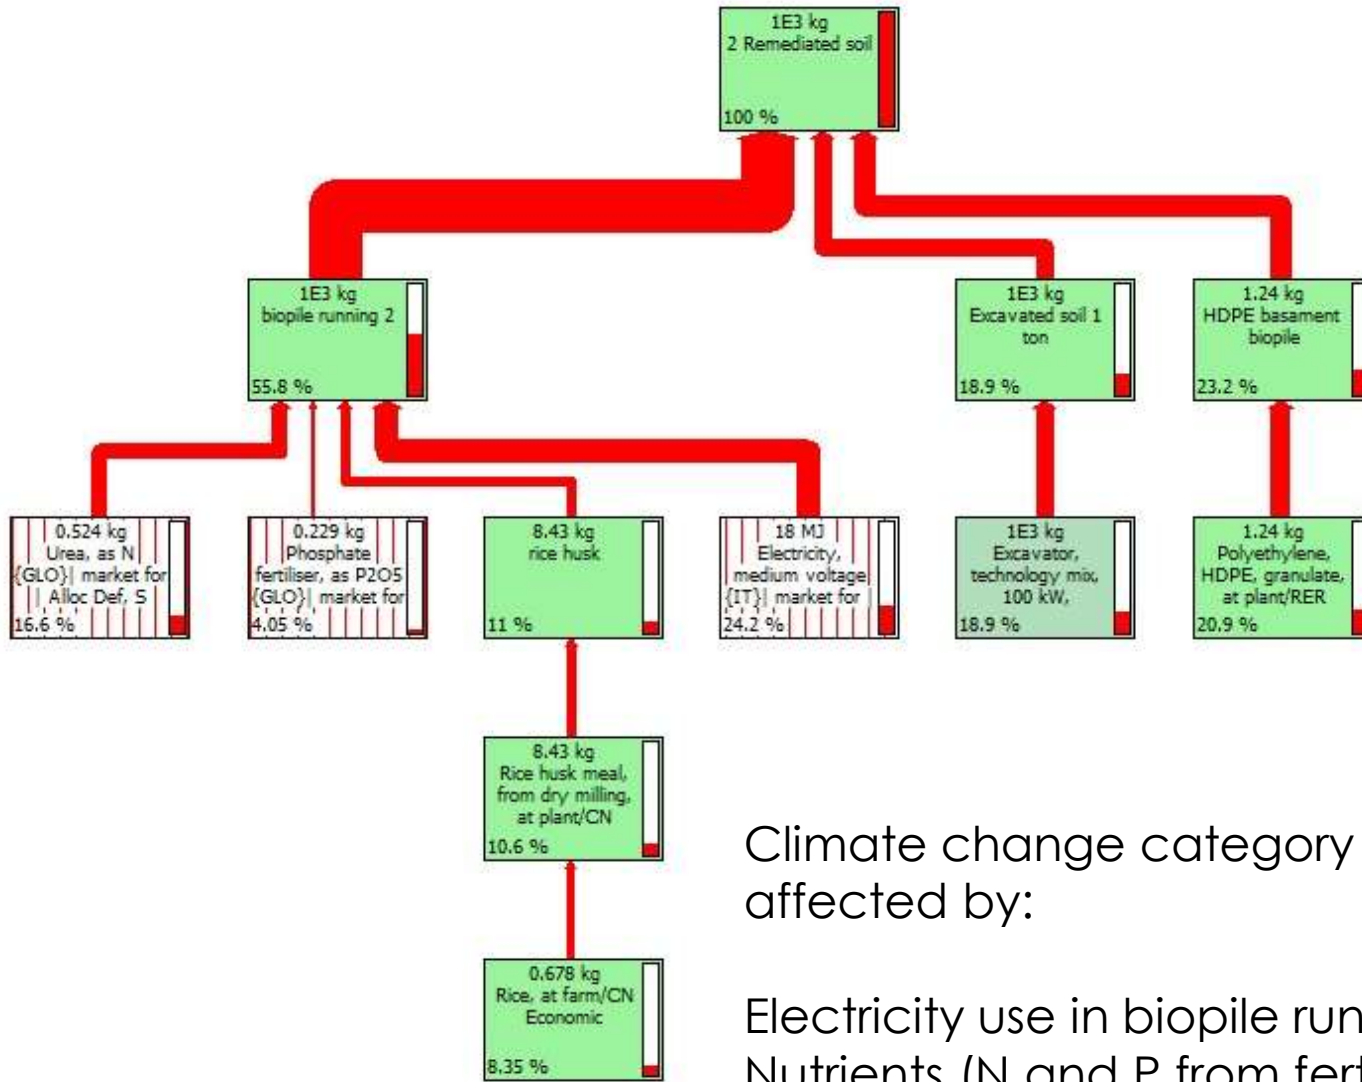 1E3 kg
2 Remediated soil
100 %
1E3 kg
biopile running 2
55.8 %
1E3 kg
Excavated soil 1
ton
18.9 %
1.24 kg
HDPE basament
biopile
23.2 %
0.524 kg
Urea, as N
{GLO}| market for
| Alloc Def, S
16.6 %
0.229 kg
Phosphate
fertiliser, as P2O5
{GLO}| market for
4.05 %
8.43 kg
rice husk
11 %
18 MJ
Electricity,
medium voltage
{IT}| market for |
24.2 %
1E3 kg
Excavator,
technology mix,
100 kW,
18.9 %
1.24 kg
Polyethylene,
HDPE, granulate,
at plant/RER
20.9 %
8.43 kg
Rice husk meal,
from dry milling,
at plant/CN
10.6 %
0.678 kg
Rice, at farm/CN
Economic
8.35 %
Climate change category
affected by:
Electricity use in biopile run
Nutrients (N and P from fert